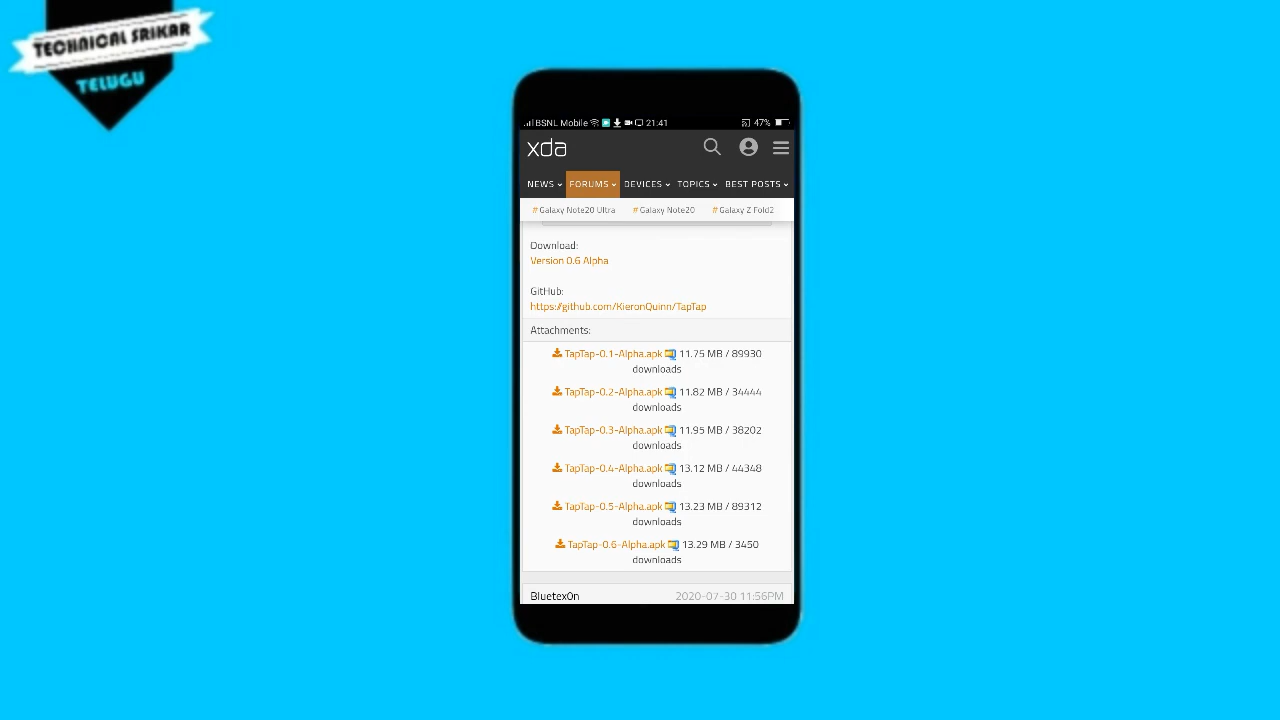 TECHNICAL SRIKAR
TELUGU
BSNL Mobile 21:41 47%
xda
NEWS FORUMS DEVICES TOPICS BEST POSTS
# Galaxy Note20 Ultra # Galaxy Note20 # Galaxy Z Fold2
Download:
Version 0.6 Alpha
GitHub:
https://github.com/KieronQuinn/TapTap
Attachments:
TapTap-0.1-Alpha.apk 11.75 MB / 89930
downloads
TapTap-0.2-Alpha.apk 11.82 MB / 34444
downloads
TapTap-0.3-Alpha.apk 11.95 MB / 38202
downloads
TapTap-0.4-Alpha.apk 13.12 MB / 44348
downloads
TapTap-0.5-Alpha.apk 13.23 MB / 89312
downloads
TapTap-0.6-Alpha.apk 13.29 MB / 3450
downloads
Bluetex0n 2020-07-30 11:56PM